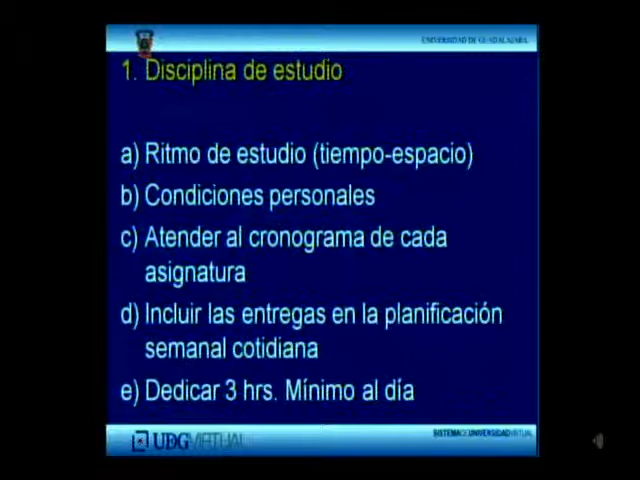 UNIVERSIDAD DE GUADALAJARA
1. Disciplina de estudio
a) Ritmo de estudio (tiempo-espacio)
b) Condiciones personales
c) Atender al cronograma de cada
asignatura
d) Incluir las entregas en la planificación
semanal cotidiana
e) Dedicar 3 hrs. Mínimo al día
UDGVIRTUAL
SISTEMA DE UNIVERSIDAD VIRTUAL